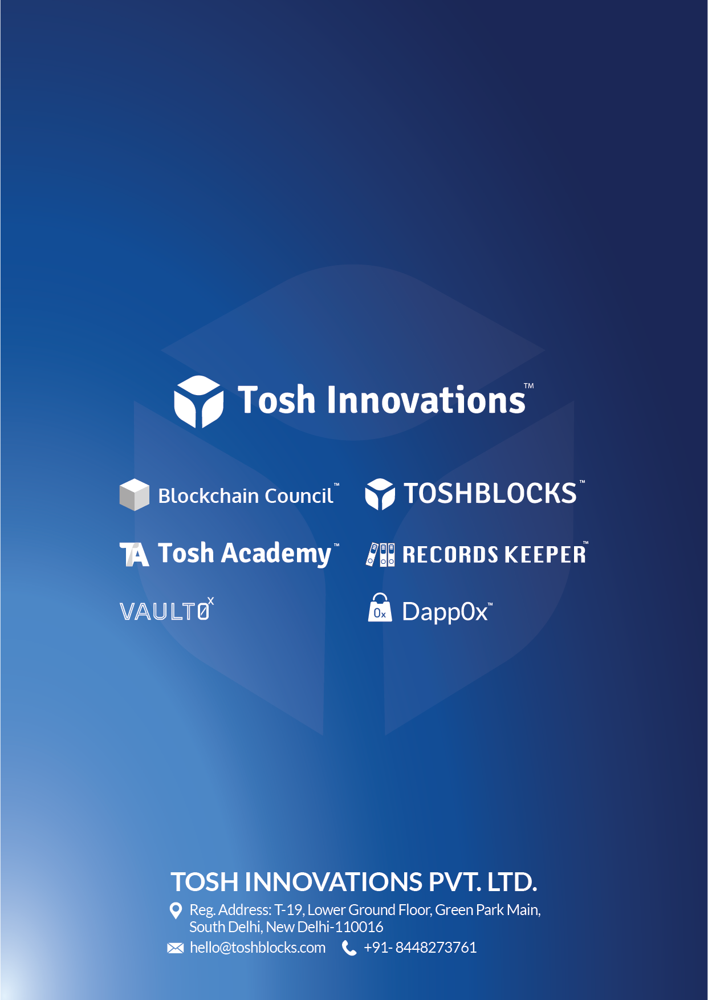 Tosh Innovations™
Blockchain Council™
TOSHBLOCKS™
Tosh Academy™
RECORDS KEEPER™
VAULT0x
0x
Dapp0x™
TOSH INNOVATIONS PVT. LTD.
Reg. Address: T-19, Lower Ground Floor, Green Park Main,
South Delhi, New Delhi-110016
hello@toshblocks.com +91- 8448273761